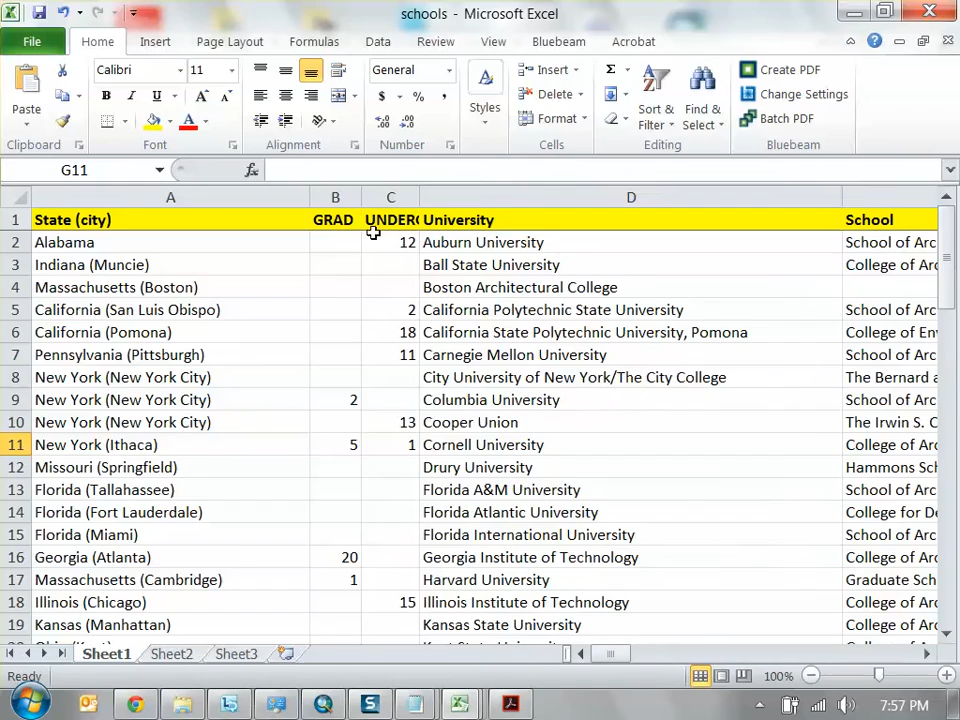 schools - Microsoft Excel
File Home Insert Page Layout Formulas Data Review View Bluebeam Acrobat
Paste
Clipboard
Calibri 11
B I U A A
A
Font
Alignment
General
$ % ,
Number
Styles
Insert
Delete
Format
Cells
Σ
Sort & Filter
Find & Select
Editing
Create PDF
Change Settings
Batch PDF
Bluebeam
G11 fx
A B C D
1 State (city) GRAD UNDERG University School
2 Alabama 12 Auburn University School of Arc
3 Indiana (Muncie) Ball State University College of Arc
4 Massachusetts (Boston) Boston Architectural College
5 California (San Luis Obispo) 2 California Polytechnic State University School of Arc
6 California (Pomona) 18 California State Polytechnic University, Pomona College of Env
7 Pennsylvania (Pittsburgh) 11 Carnegie Mellon University School of Arc
8 New York (New York City) City University of New York/The City College The Bernard a
9 New York (New York City) 2 Columbia University Graduate Sch
10 New York (New York City) 13 Cooper Union The Irwin S. C
11 New York (Ithaca) 5 1 Cornell University College of Arc
12 Missouri (Springfield) Drury University Hammons Sch
13 Florida (Tallahassee) Florida A&M University School of Arc
14 Florida (Fort Lauderdale) Florida Atlantic University College for De
15 Florida (Miami) Florida International University School of Arc
16 Georgia (Atlanta) 20 Georgia Institute of Technology College of Arc
17 Massachusetts (Cambridge) 1 Harvard University Graduate Sch
18 Illinois (Chicago) 15 Illinois Institute of Technology College of Arc
19 Kansas (Manhattan) Kansas State University College of Arc
Sheet1 Sheet2 Sheet3
Ready 100%
7:57 PM